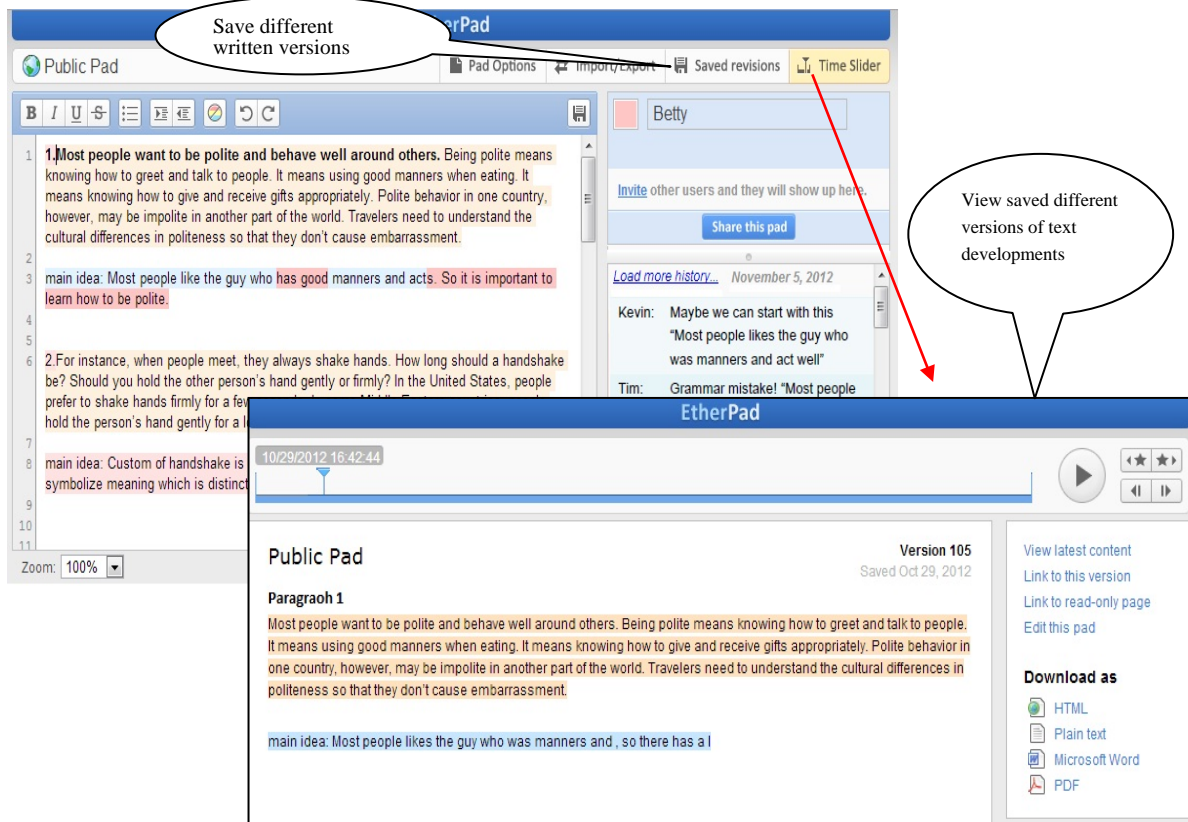 Save different
written versions
erPad
Public Pad
Pad Options
Import/Export
Saved revisions
Time Slider
B I U S
Betty
Invite other users and they will show up here.
Share this pad
Load more history...
November 5, 2012
Kevin: Maybe we can start with this
“Most people likes the guy who
was manners and act well”
Tim: Grammar mistake! “Most people
1 1.Most people want to be polite and behave well around others. Being polite means
knowing how to greet and talk to people. It means using good manners when eating. It
means knowing how to give and receive gifts appropriately. Polite behavior in one country,
however, may be impolite in another part of the world. Travelers need to understand the
cultural differences in politeness so that they don't cause embarrassment.
2
3 main idea: Most people like the guy who has good manners and acts. So it is important to
learn how to be polite.
4
5
6 2.For instance, when people meet, they always shake hands. How long should a handshake
be? Should you hold the other person's hand gently or firmly? In the United States, people
prefer to shake hands firmly for a few
hold the person's hand gently for a
7
8 main idea: Custom of handshake is
symbolize meaning which is distinct
9
10
11
Zoom: 100%
View saved different
versions of text
developments
EtherPad
10/29/2012 16:42:44
Public Pad
Version 105
Saved Oct 29, 2012
Paragraoh 1
Most people want to be polite and behave well around others. Being polite means knowing how to greet and talk to people.
It means using good manners when eating. It means knowing how to give and receive gifts appropriately. Polite behavior in
one country, however, may be impolite in another part of the world. Travelers need to understand the cultural differences in
politeness so that they don't cause embarrassment.
main idea: Most people likes the guy who was manners and , so there has a l
View latest content
Link to this version
Link to read-only page
Edit this pad
Download as
HTML
Plain text
Microsoft Word
PDF